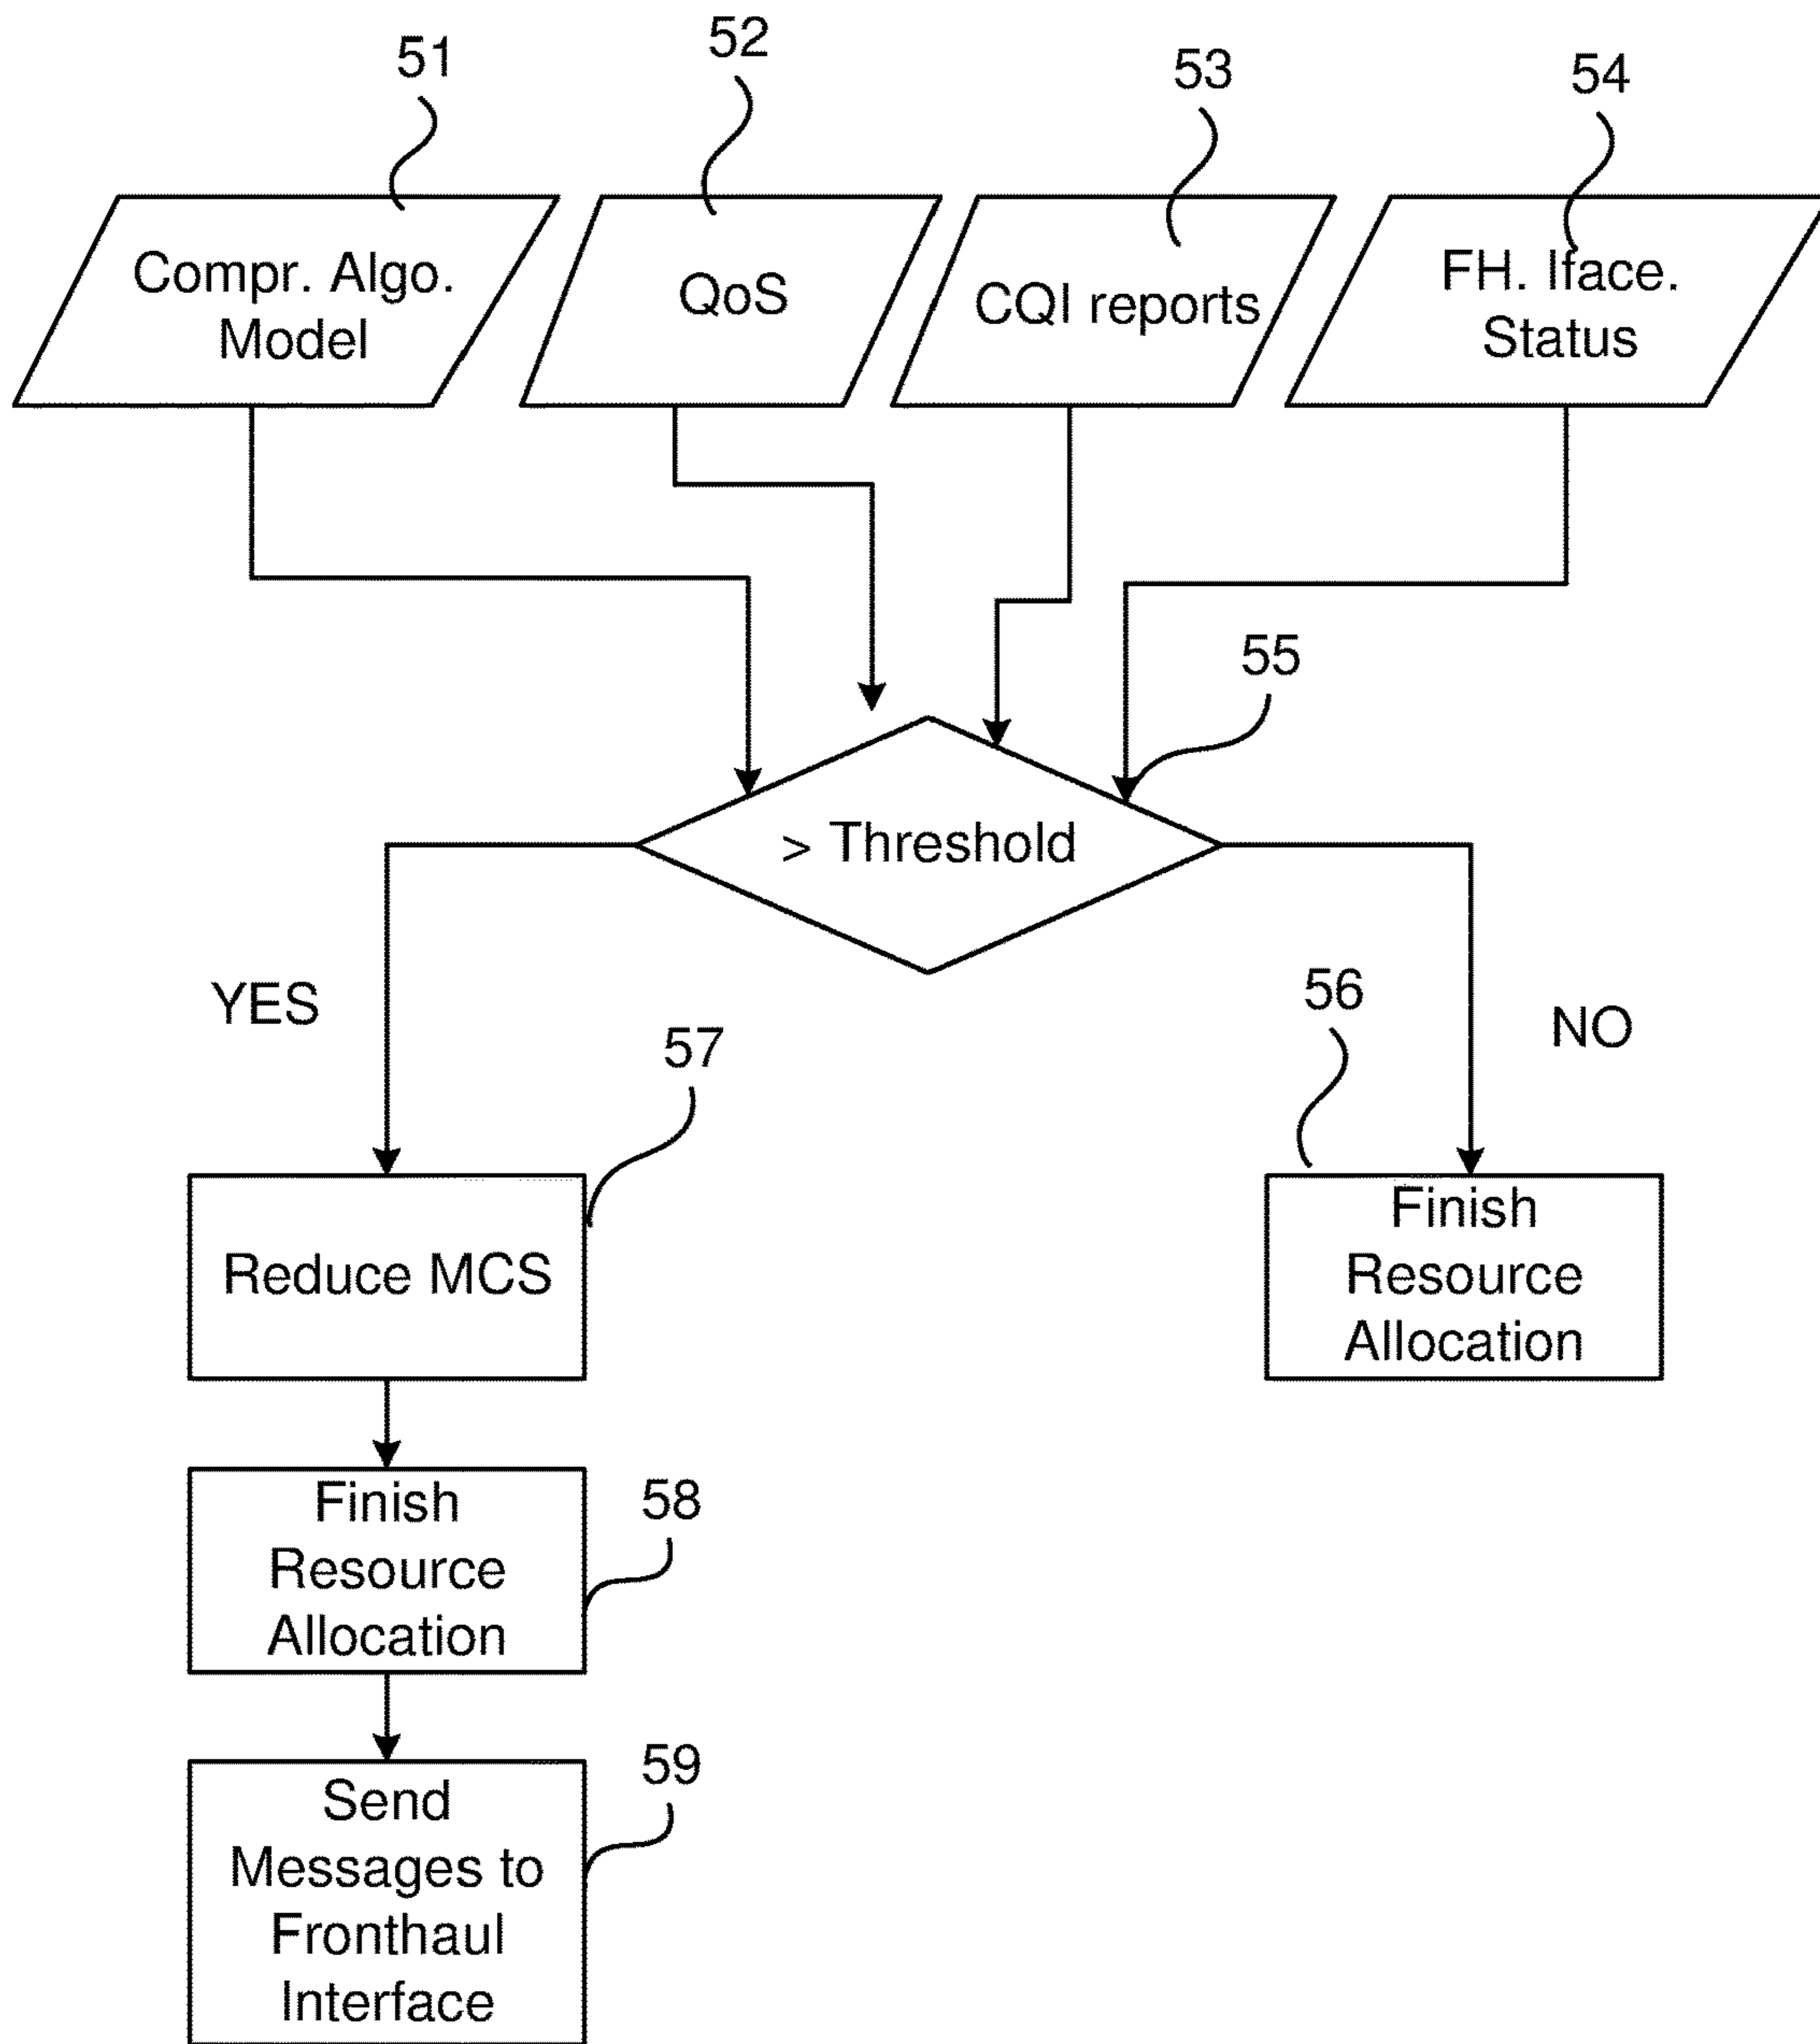 51
52
53
54
Compr. Algo.
Model
QoS
CQI reports
FH. Iface.
Status
55
> Threshold
YES
NO
56
57
Reduce MCS
Finish
Resource
Allocation
58
Finish
Resource
Allocation
59
Send
Messages to
Fronthaul
Interface